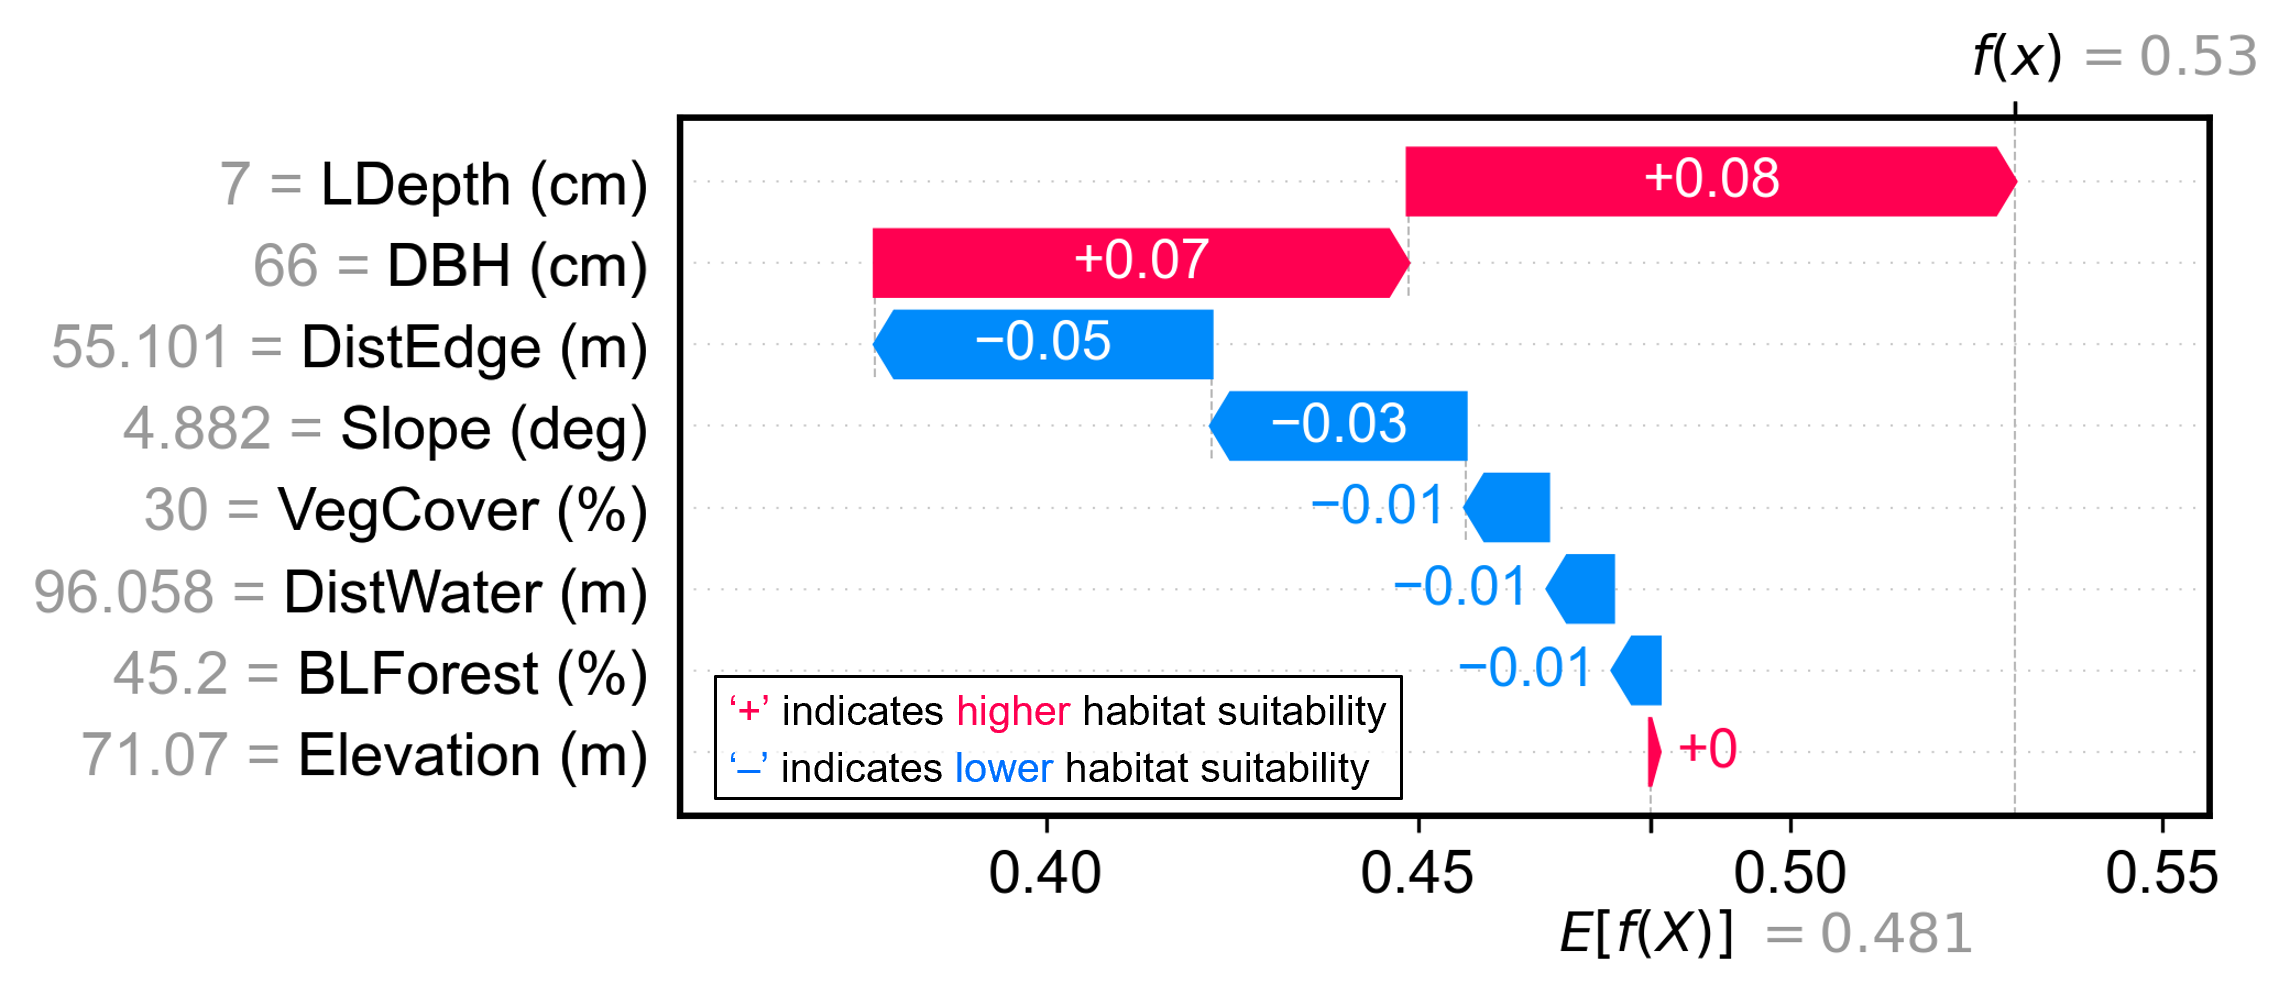 f(x) = 0.53
7 = LDepth (cm)
+0.08
66 = DBH (cm)
+0.07
55.101 = DistEdge (m)
−0.05
4.882 = Slope (deg)
−0.03
30 = VegCover (%)
−0.01
96.058 = DistWater (m)
−0.01
45.2 = BLForest (%)
−0.01
71.07 = Elevation (m)
+0
‘+’ indicates higher habitat suitability
‘–’ indicates lower habitat suitability
0.40 0.45 0.50 0.55
E[f(X)] = 0.481